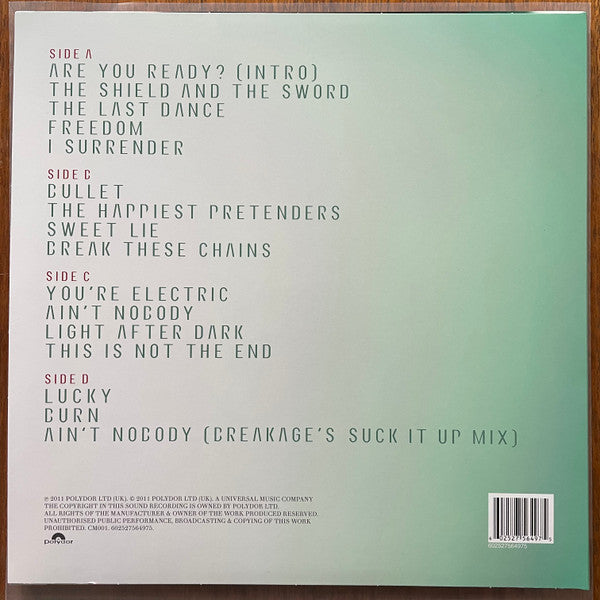 SIDE A
ARE YOU READY? (INTRO)
THE SHIELD AND THE SWORD
THE LAST DANCE
FREEDOM
I SURRENDER
SIDE B
BULLET
THE HAPPIEST PRETENDERS
SWEET LIE
BREAK THESE CHAINS
SIDE C
YOU'RE ELECTRIC
AIN'T NOBODY
LIGHT AFTER DARK
THIS IS NOT THE END
SIDE D
LUCKY
BURN
AIN'T NOBODY (BREAKAGE'S SUCK IT UP MIX)
℗ 2011 POLYDOR LTD (UK). © 2011 POLYDOR LTD (UK). A UNIVERSAL MUSIC COMPANY
THE COPYRIGHT IN THIS SOUND RECORDING IS OWNED BY POLYDOR LTD.
ALL RIGHTS OF THE MANUFACTURER & OWNER OF THE WORK PRODUCED RESERVED.
UNAUTHORISED PUBLIC PERFORMANCE, BROADCASTING & COPYING OF THIS WORK
PROHIBITED. CM001. 602527564975.
polydor
6 02527 56497 5
602527564975